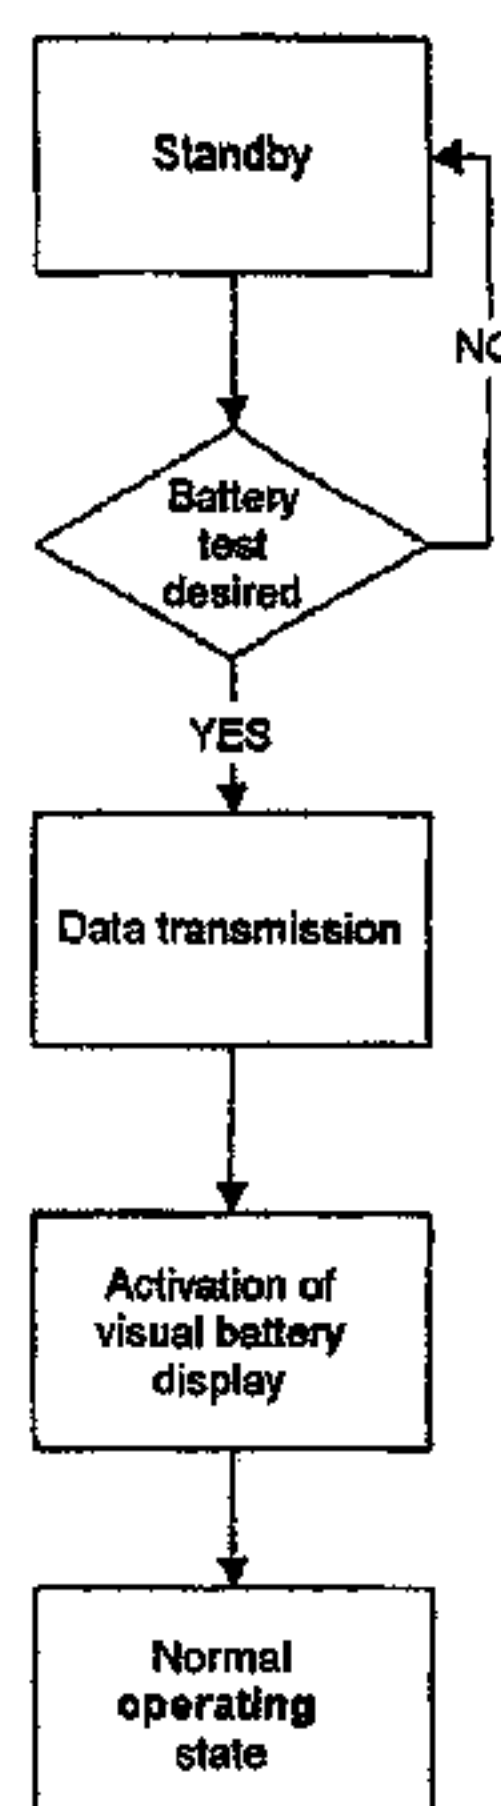 Standby
NO
Battery
test
desired
YES
Data transmission
Activation of
visual battery
display
Normal
operating
state